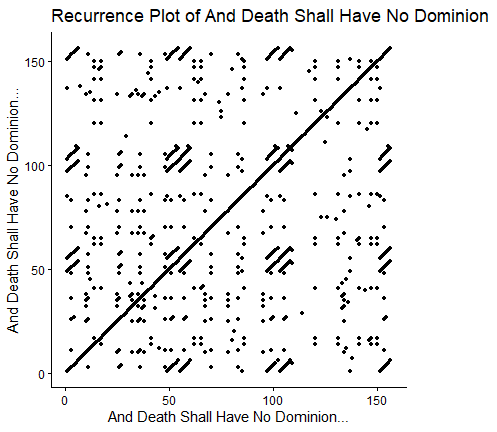 Recurrence Plot of And Death Shall Have No Dominion
And Death Shall Have No Dominion...
150
100
50
0
0 50 100 150
And Death Shall Have No Dominion...